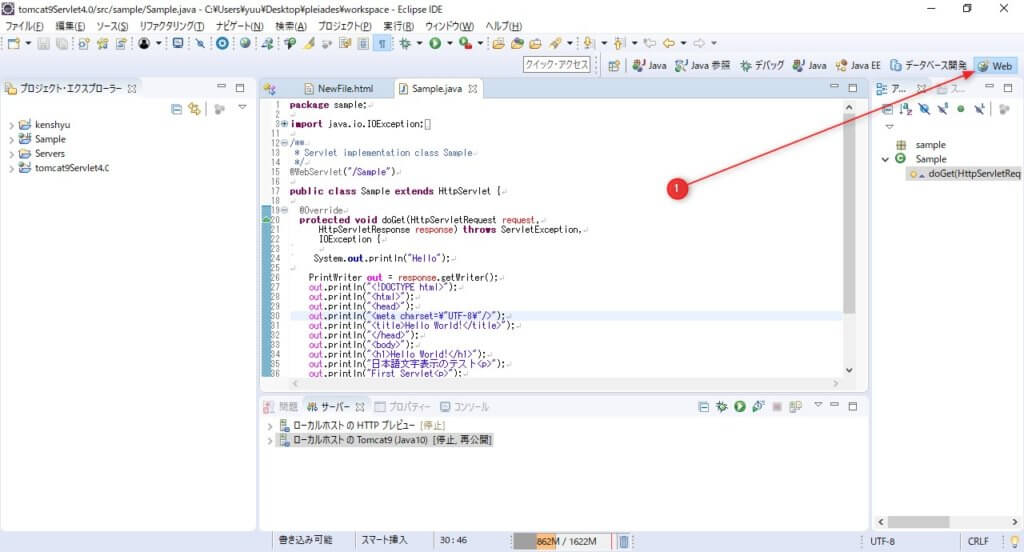 tomcat9Servlet4.0/src/sample/Sample.java - C:¥Users¥yuu¥Desktop¥pleiades¥workspace - Eclipse IDE
ファイル(F) 編集(E) ソース(S) リファクタリング(T) ナビゲート(N) 検索(A) プロジェクト(P) 実行(R) ウィンドウ(W) ヘルプ(H)
クイック・アクセス Java Java 参照 デバッグ Java Java EE データベース開発 Web
プロジェクト・エクスプローラー
kenshyu
Sample
Servers
tomcat9Servlet4.0
NewFile.html Sample.java
1 package sample;
2
3 import java.io.IOException;
11
12 /**
13 * Servlet implementation class Sample
14 */
15 @WebServlet("/Sample")
16
17 public class Sample extends HttpServlet {
18
19 @Override
20 protected void doGet(HttpServletRequest request,
21 HttpServletResponse response) throws ServletException,
22 IOException {
23
24 System.out.println("Hello");
25
26 PrintWriter out = response.getWriter();
27 out.println("<!DOCTYPE html>");
28 out.println("<html>");
29 out.println("<head>");
30 out.println("<meta charset=¥"UTF-8¥"/>");
31 out.println("<title>Hello World!</title>");
32 out.println("</head>");
33 out.println("<body>");
34 out.println("<h1>Hello World!</h1>");
35 out.println("日本語文字表示のテスト<p>");
36 out.println("First Servlet<p>");
1
ア... ス...
sample
Sample
doGet(HttpServletReq
問題 サーバー プロパティー コンソール
ローカルホスト の HTTP プレビュー [停止]
ローカルホスト の Tomcat9 (Java10) [停止, 再公開]
書き込み可能 スマート挿入 30 : 46 862M / 1622M UTF-8 CRLF